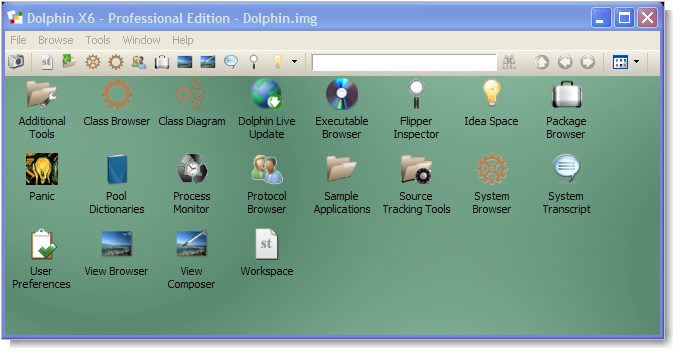 Dolphin X6 - Professional Edition - Dolphin.img
File Browse Tools Window Help
st
Additional Tools
Class Browser
Class Diagram
Dolphin Live Update
Executable Browser
Flipper Inspector
Idea Space
Package Browser
Panic
Pool Dictionaries
Process Monitor
Protocol Browser
Sample Applications
Source Tracking Tools
System Browser
System Transcript
User Preferences
View Browser
View Composer
st
Workspace